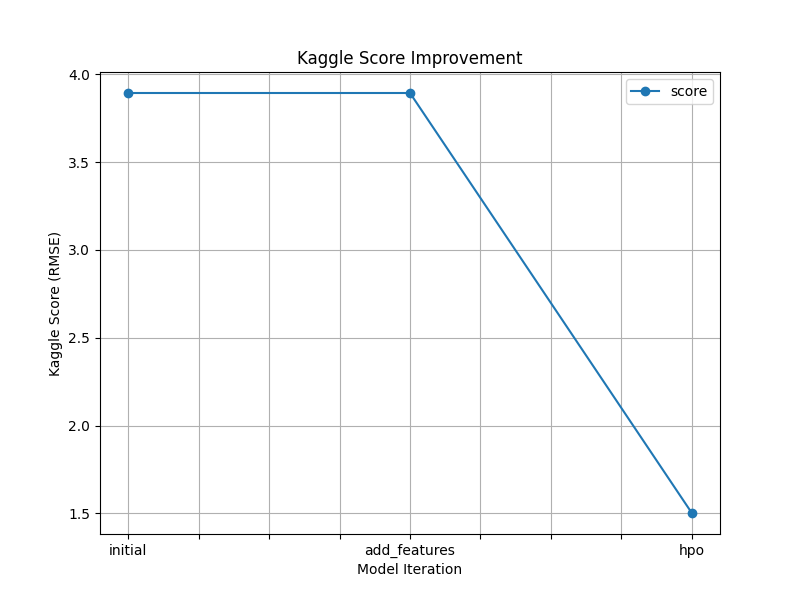 Kaggle Score Improvement
score
4.0
3.5
3.0
2.5
2.0
1.5
Kaggle Score (RMSE)
initial add_features hpo
Model Iteration